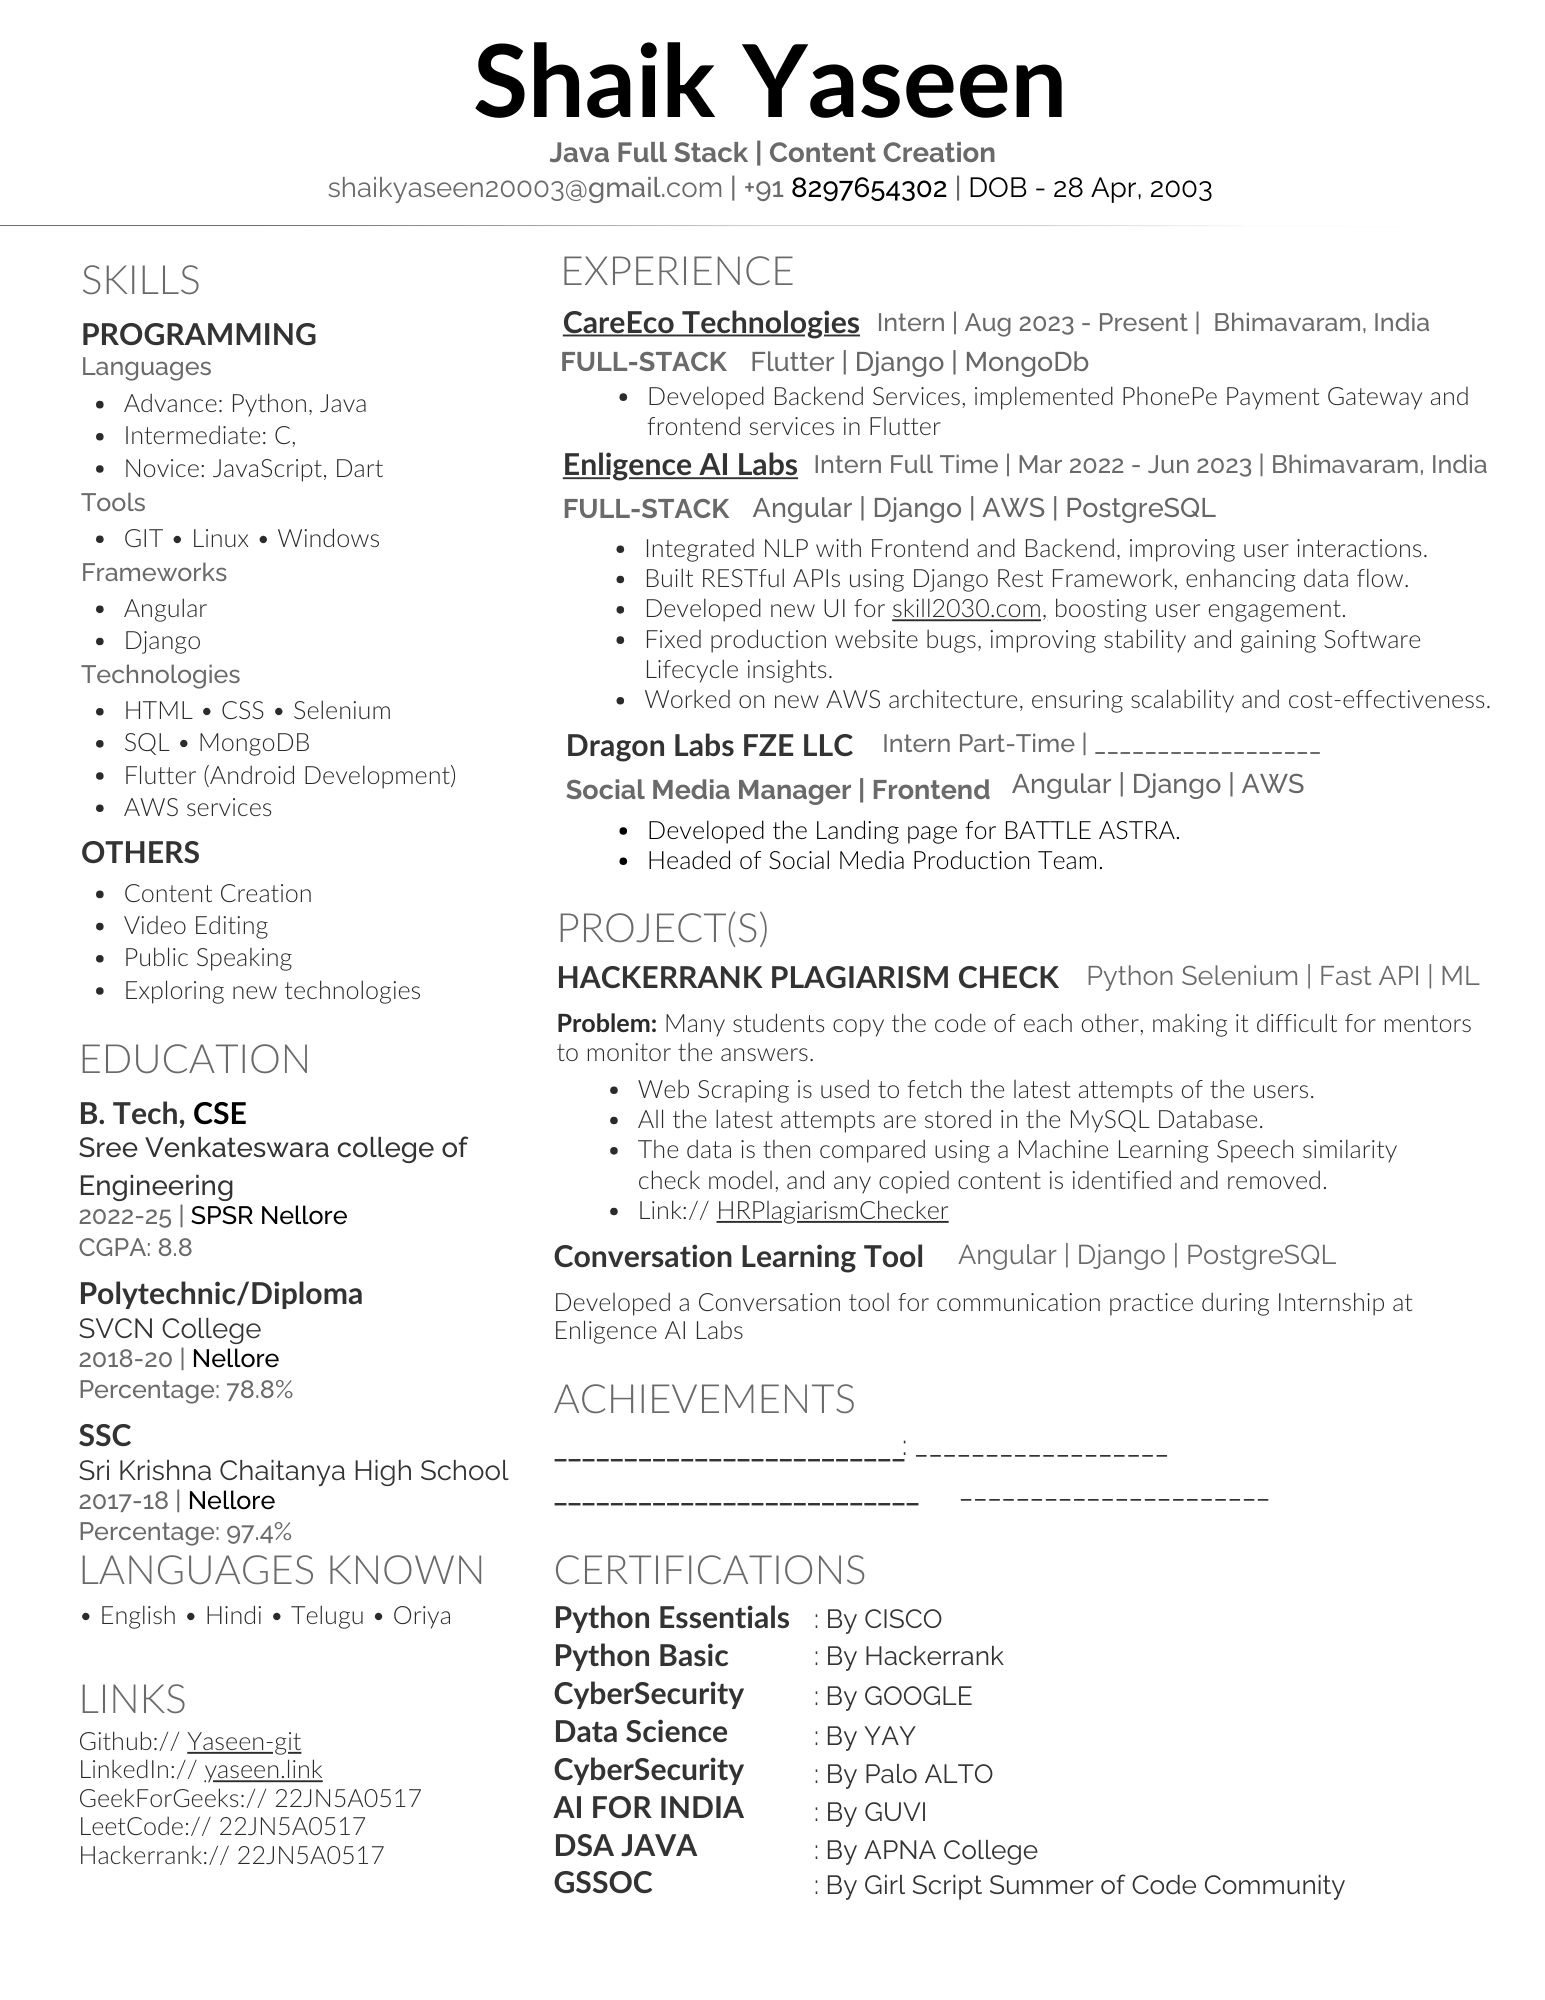 Shaik Yaseen
Java Full Stack | Content Creation
shaikyaseen20003@gmail.com | +91 8297654302 | DOB - 28 Apr, 2003
SKILLS
PROGRAMMING
Languages
• Advance: Python, Java
• Intermediate: C,
• Novice: JavaScript, Dart
Tools
• GIT • Linux • Windows
Frameworks
• Angular
• Django
Technologies
• HTML • CSS • Selenium
• SQL • MongoDB
• Flutter (Android Development)
• AWS services
OTHERS
• Content Creation
• Video Editing
• Public Speaking
• Exploring new technologies
EDUCATION
B. Tech, CSE
Sree Venkateswara college of
Engineering
2022-25 | SPSR Nellore
CGPA: 8.8
Polytechnic/Diploma
SVCN College
2018-20 | Nellore
Percentage: 78.8%
SSC
Sri Krishna Chaitanya High School
2017-18 | Nellore
Percentage: 97.4%
LANGUAGES KNOWN
• English • Hindi • Telugu • Oriya
LINKS
Github:// Yaseen-git
LinkedIn:// yaseen.link
GeekForGeeks:// 22JN5A0517
LeetCode:// 22JN5A0517
Hackerrank:// 22JN5A0517
EXPERIENCE
CareEco Technologies Intern | Aug 2023 - Present | Bhimavaram, India
FULL-STACK Flutter | Django | MongoDb
• Developed Backend Services, implemented PhonePe Payment Gateway and
frontend services in Flutter
Enligence AI Labs Intern Full Time | Mar 2022 - Jun 2023 | Bhimavaram, India
FULL-STACK Angular | Django | AWS | PostgreSQL
• Integrated NLP with Frontend and Backend, improving user interactions.
• Built RESTful APIs using Django Rest Framework, enhancing data flow.
• Developed new UI for skill2030.com, boosting user engagement.
• Fixed production website bugs, improving stability and gaining Software
Lifecycle insights.
• Worked on new AWS architecture, ensuring scalability and cost-effectiveness.
Dragon Labs FZE LLC Intern Part-Time | __________________
Social Media Manager | Frontend Angular | Django | AWS
• Developed the Landing page for BATTLE ASTRA.
• Headed of Social Media Production Team.
PROJECT(S)
HACKERRANK PLAGIARISM CHECK Python Selenium | Fast API | ML
Problem: Many students copy the code of each other, making it difficult for mentors
to monitor the answers.
• Web Scraping is used to fetch the latest attempts of the users.
• All the latest attempts are stored in the MySQL Database.
• The data is then compared using a Machine Learning Speech similarity
check model, and any copied content is identified and removed.
• Link:// HRPlagiarismChecker
Conversation Learning Tool Angular | Django | PostgreSQL
Developed a Conversation tool for communication practice during Internship at
Enligence AI Labs
ACHIEVEMENTS
_________________________: __________________
__________________________ ______________________
CERTIFICATIONS
Python Essentials : By CISCO
Python Basic : By Hackerrank
CyberSecurity : By GOOGLE
Data Science : By YAY
CyberSecurity : By Palo ALTO
AI FOR INDIA : By GUVI
DSA JAVA : By APNA College
GSSOC : By Girl Script Summer of Code Community